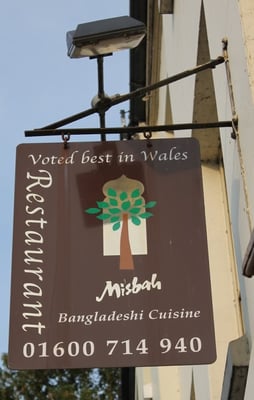 Voted best in Wales
Restaurant
Misbah
Bangladeshi Cuisine
01600 714 940